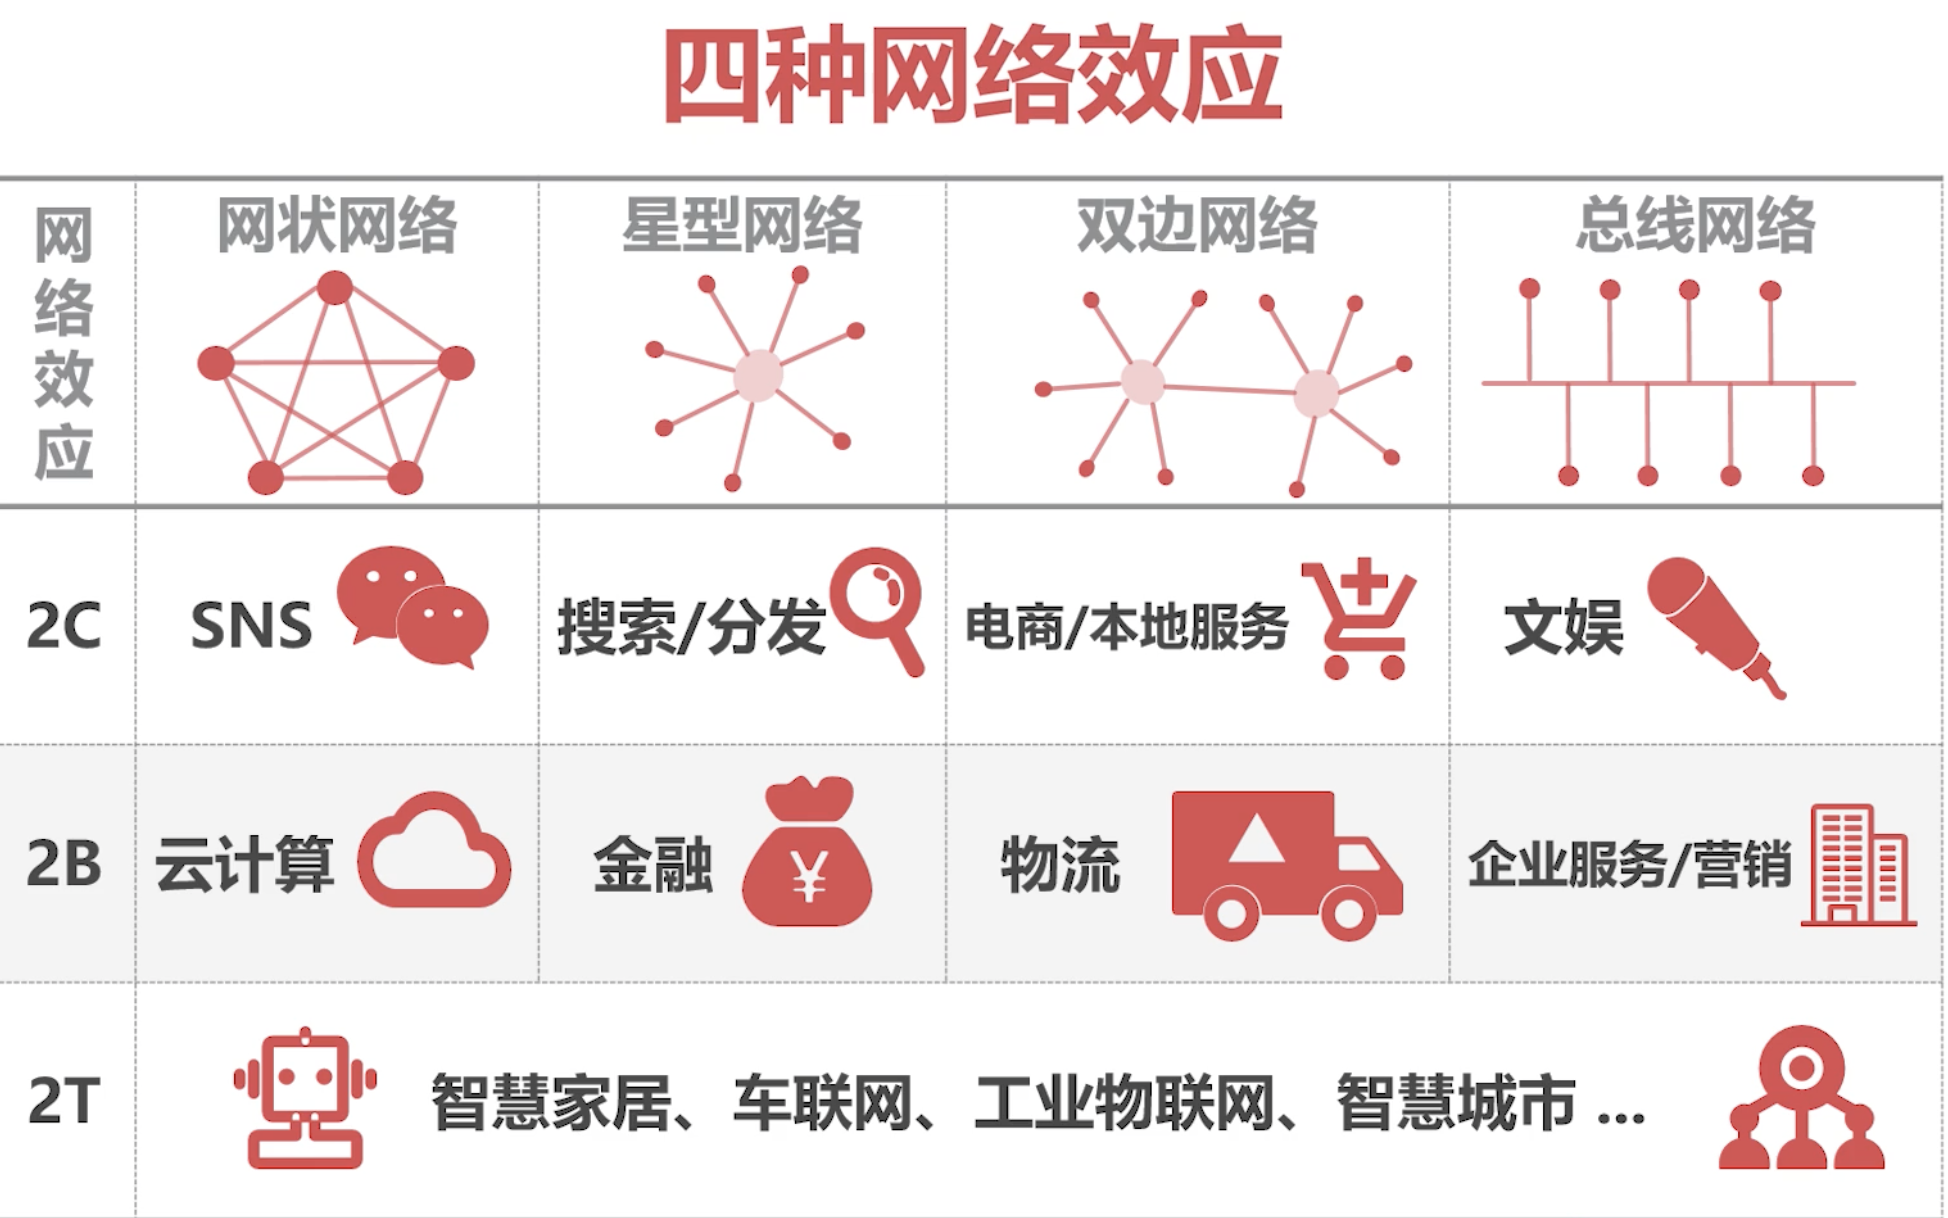 四种网络效应
网络效应
网状网络
星型网络
双边网络
总线网络
2C
SNS
搜索/分发
电商/本地服务
文娱
2B
云计算
金融
¥
物流
企业服务/营销
2T
智慧家居、车联网、工业物联网、智慧城市 ...